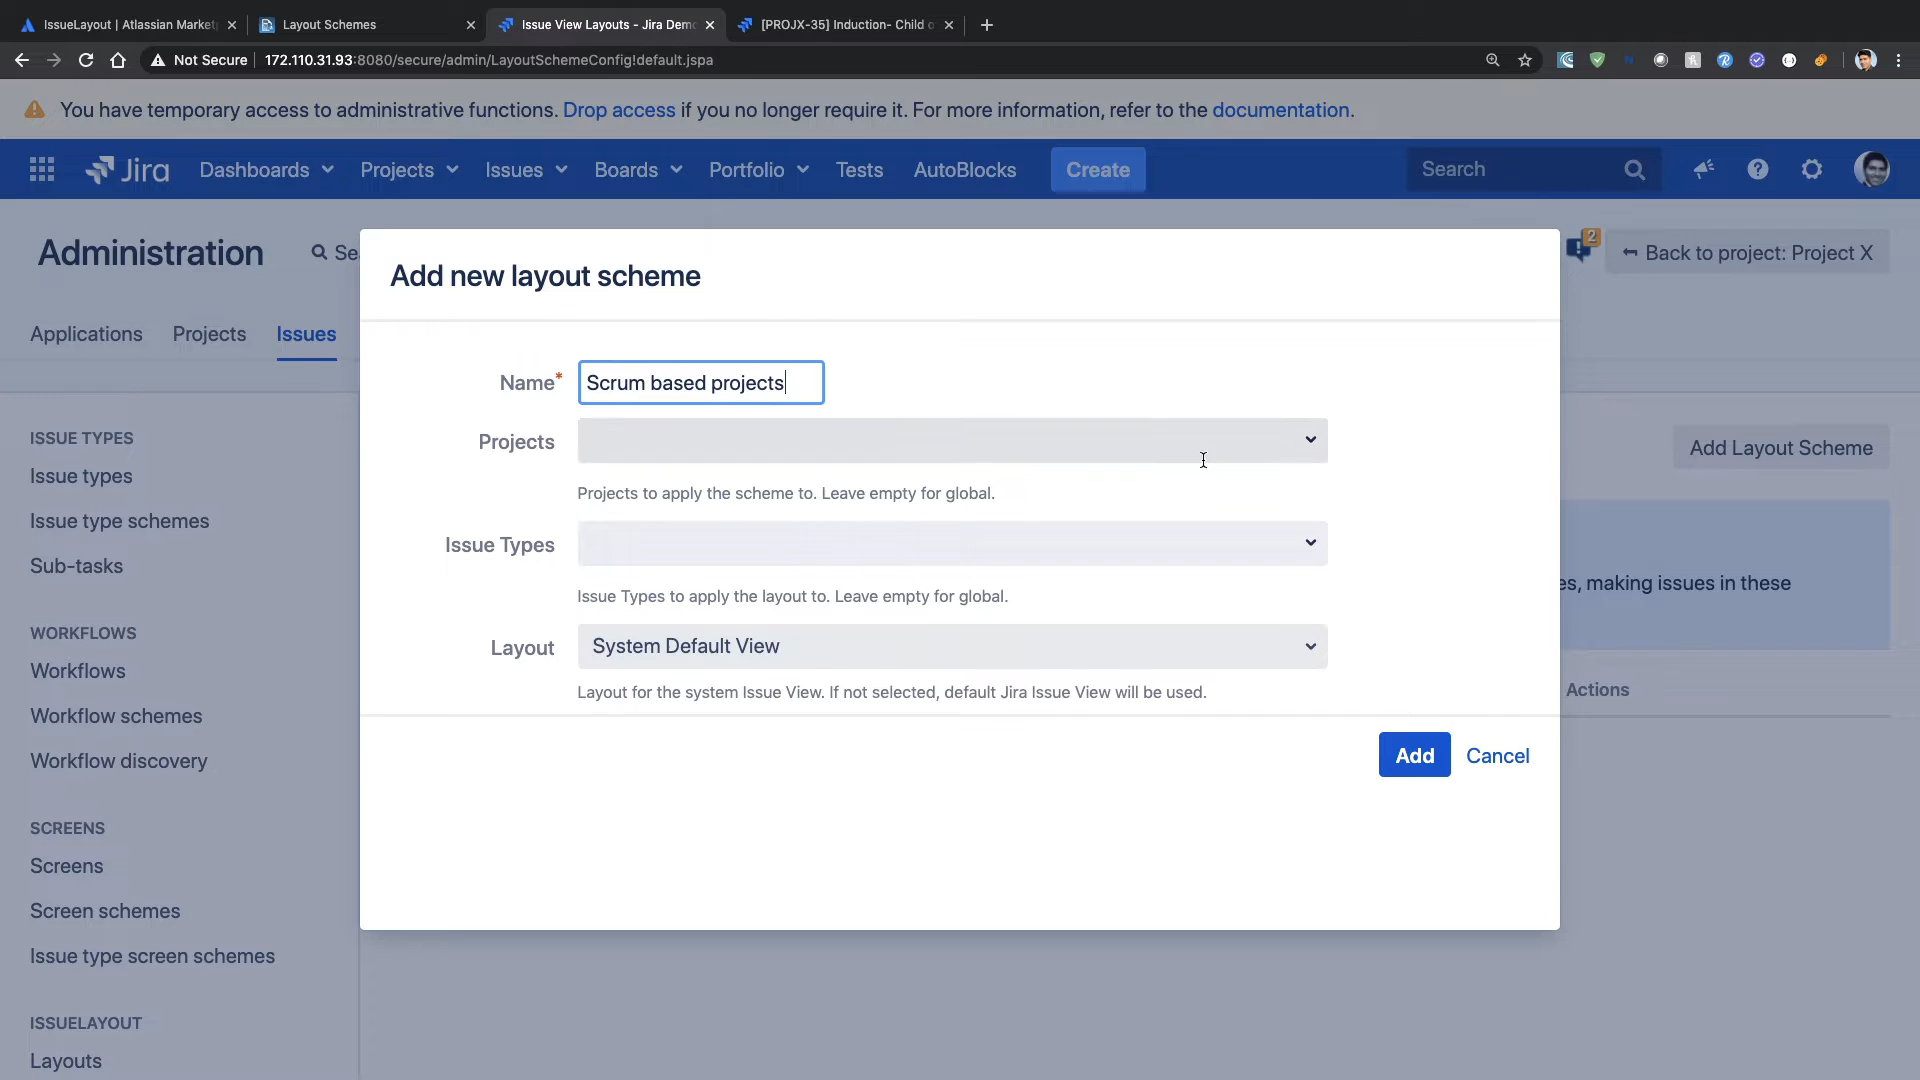 IssueLayout | Atlassian Market
Layout Schemes
Issue View Layouts - Jira Demo
[PROJX-35] Induction- Child o
Not Secure
172.110.31.93:8080/secure/admin/LayoutSchemeConfig!default.jspa
You have temporary access to administrative functions. Drop access if you no longer require it. For more information, refer to the documentation.
Jira
Dashboards
Projects
Issues
Boards
Portfolio
Tests
AutoBlocks
Create
Search
Administration
Se
2
Back to project: Project X
Applications
Projects
Issues
Add new layout scheme
Name*
Scrum based projects
Projects
Projects to apply the scheme to. Leave empty for global.
Issue Types
Issue Types to apply the layout to. Leave empty for global.
Layout
System Default View
Layout for the system Issue View. If not selected, default Jira Issue View will be used.
Add
Cancel
ISSUE TYPES
Issue types
Issue type schemes
Sub-tasks
WORKFLOWS
Workflows
Workflow schemes
Workflow discovery
SCREENS
Screens
Screen schemes
Issue type screen schemes
ISSUELAYOUT
Layouts
Add Layout Scheme
es, making issues in these
Actions